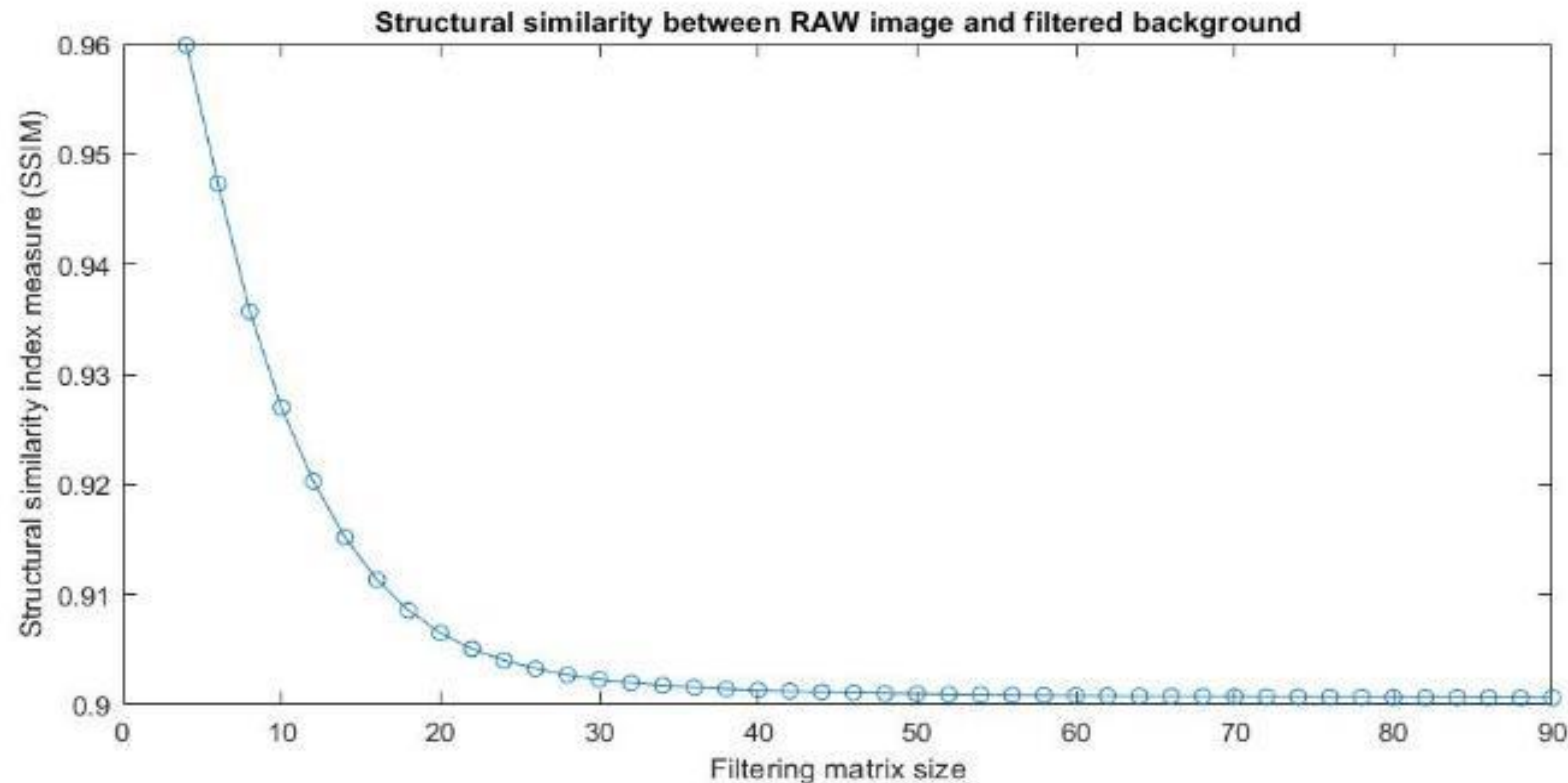 Structural similarity between RAW image and filtered background
Structural similarity index measure (SSIM)
0.96
0.95
0.94
0.93
0.92
0.91
0.9
0 10 20 30 40 50 60 70 80 90
Filtering matrix size